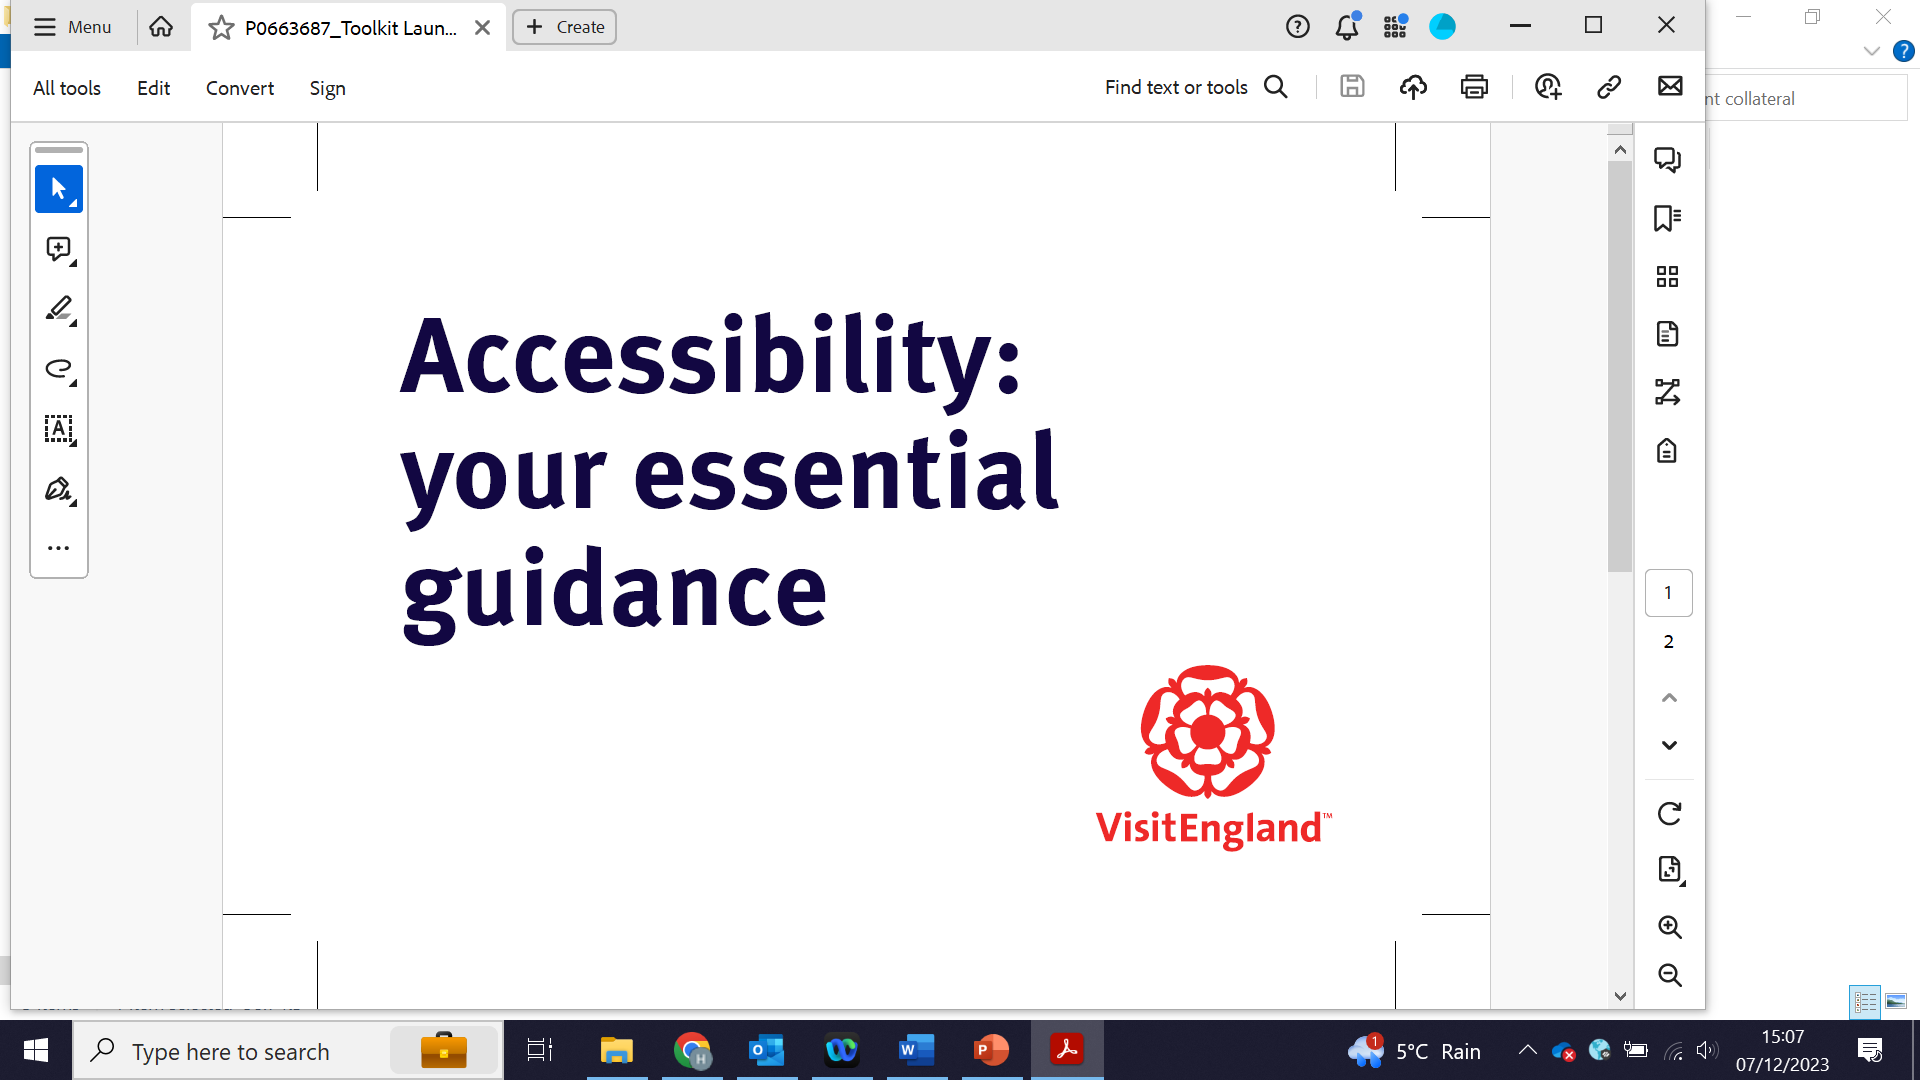 Menu
P0663687_Toolkit Laun...
Create
All tools
Edit
Convert
Sign
Find text or tools
nt collateral
Accessibility:
your essential
guidance
VisitEngland™
1
2
Type here to search
1
5°C Rain
15:07
07/12/2023